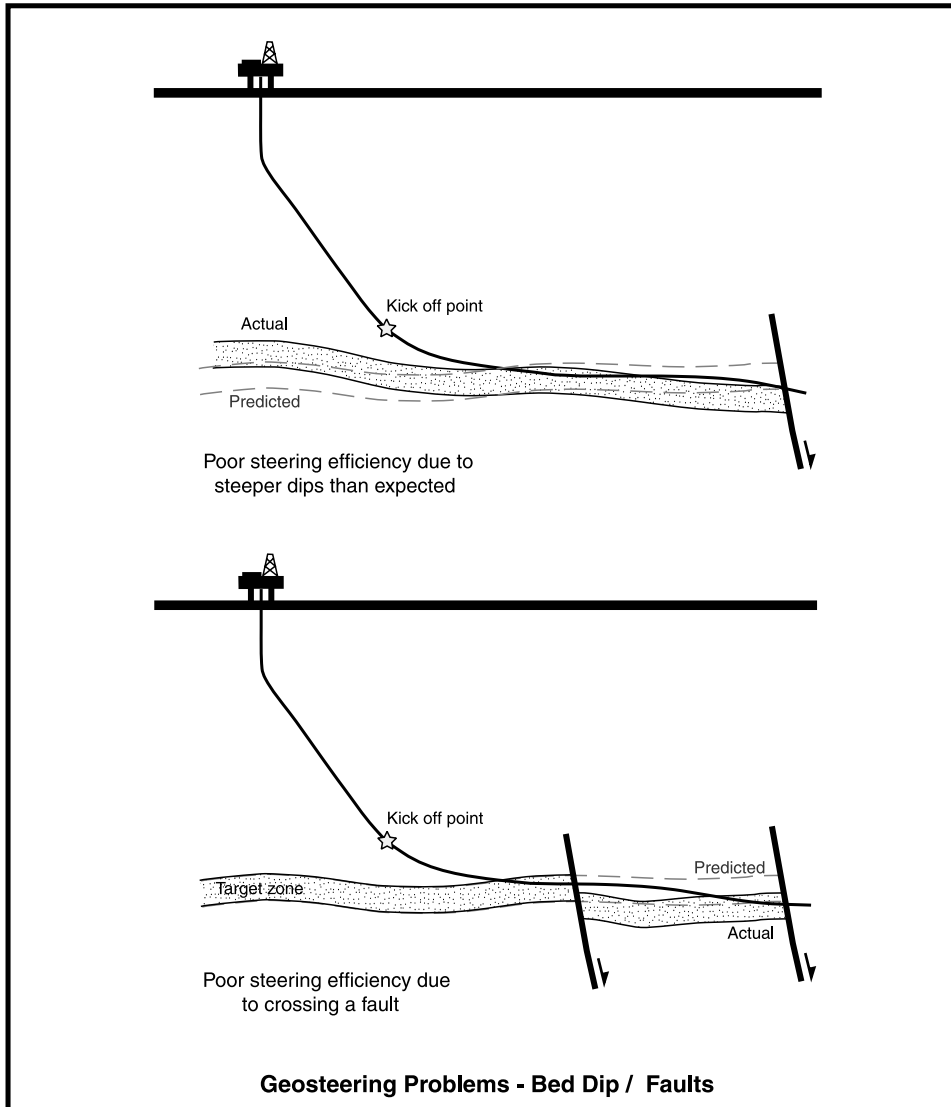 Kick off point
Actual
Predicted
Poor steering efficiency due to
steeper dips than expected
Kick off point
Predicted
Target zone
Actual
Poor steering efficiency due
to crossing a fault
Geosteering Problems - Bed Dip / Faults